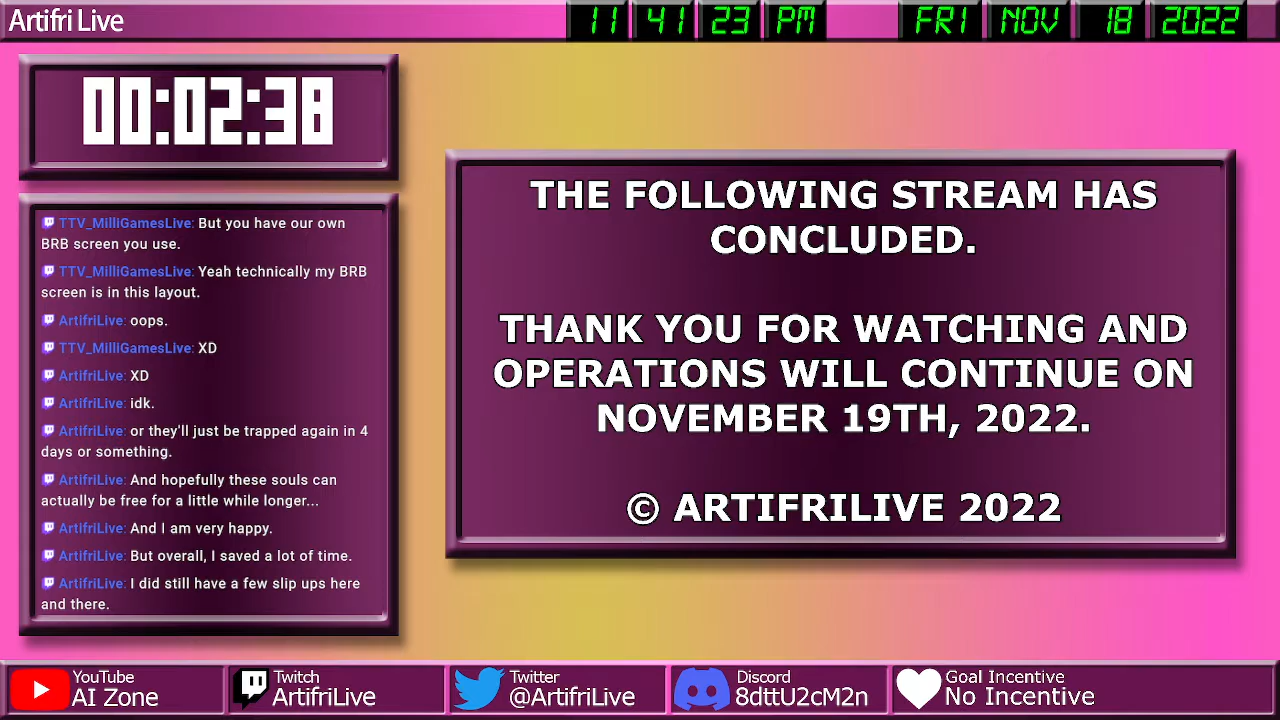 Artifri Live
11 41 23 PM FRI NOV 18 2022
00:02:38
TTV_MilliGamesLive: But you have our own
BRB screen you use.
TTV_MilliGamesLive: Yeah technically my BRB
screen is in this layout.
ArtifriLive: oops.
TTV_MilliGamesLive: XD
ArtifriLive: XD
ArtifriLive: idk.
ArtifriLive: or they'll just be trapped again in 4
days or something.
ArtifriLive: And hopefully these souls can
actually be free for a little while longer...
ArtifriLive: And I am very happy.
ArtifriLive: But overall, I saved a lot of time.
ArtifriLive: I did still have a few slip ups here
and there.
THE FOLLOWING STREAM HAS
CONCLUDED.
THANK YOU FOR WATCHING AND
OPERATIONS WILL CONTINUE ON
NOVEMBER 19TH, 2022.
© ARTIFRILIVE 2022
YouTube
AI Zone
Twitch
ArtifriLive
Twitter
@ArtifriLive
Discord
8dttU2cM2n
Goal Incentive
No Incentive